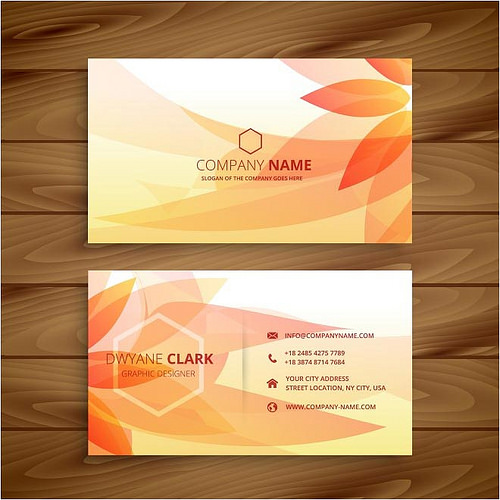 COMPANY NAME
SLOGAN OF THE COMPANY GOES HERE
DWYANE CLARK
GRAPHIC DESIGNER
INFO@COMPANYNAME.COM
+18 2485 4275 7789
+18 3874 8714 7684
YOUR CITY ADDRESS
STREET LOCATION, NY CITY, USA
WWW.COMPANY-NAME.COM